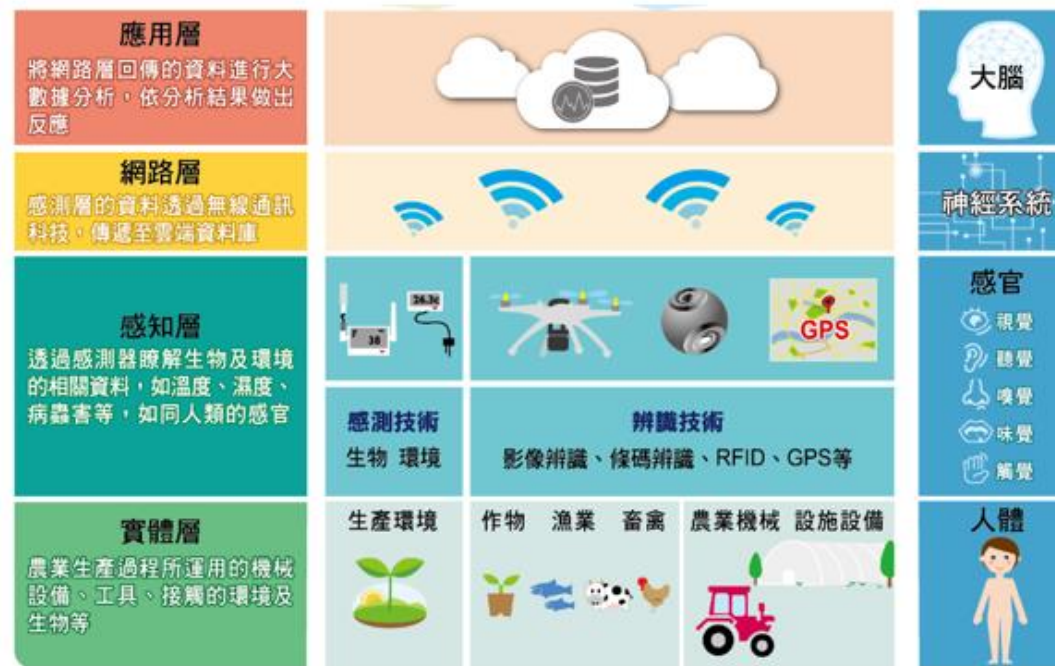 應用層
將網路層回傳的資料進行大
數據分析，依分析結果做出
反應
大腦
網路層
感測層的資料透過無線通訊
科技，傳遞至雲端資料庫
神經系統
感知層
透過感測器瞭解生物及環境
的相關資料，如溫度、濕度、
病蟲害等，如同人類的感官
38
GPS
感測技術
生物 環境
辨識技術
影像辨識、條碼辨識、RFID、GPS等
感官
視覺
聽覺
嗅覺
味覺
觸覺
實體層
農業生產過程所運用的機械
設備、工具、接觸的環境及
生物等
生產環境
作物 漁業 畜禽
農業機械 設施設備
人體